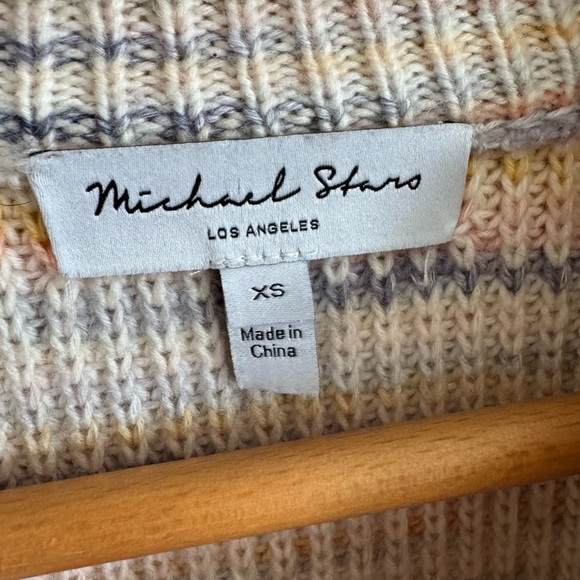 Michael Stars
LOS ANGELES
XS
Made in
China